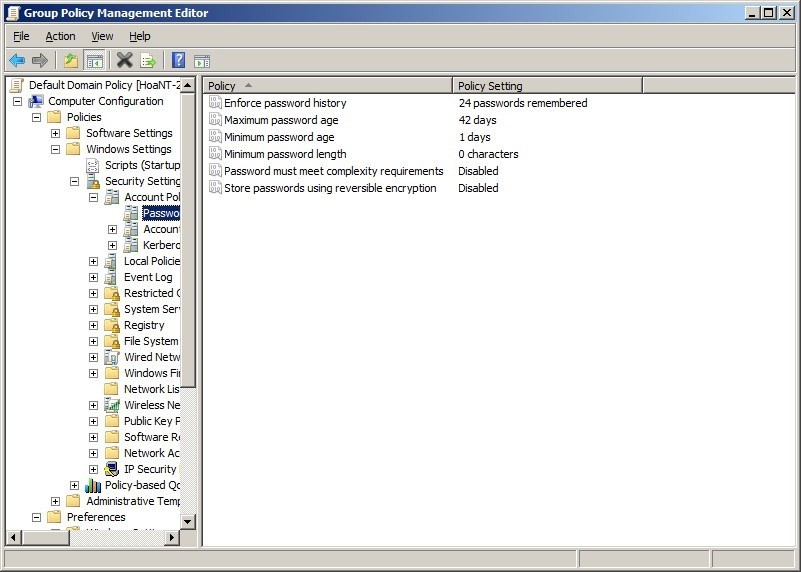 Group Policy Management Editor
File Action View Help
Default Domain Policy [HoaNT-2
Computer Configuration
Policies
Software Settings
Windows Settings
Scripts (Startup
Security Setting
Account Pol
Passwo
Account
Kerbero
Local Policie
Event Log
Restricted G
System Ser
Registry
File System
Wired Netw
Windows Fi
Network Lis
Wireless Ne
Public Key P
Software R
Network Ac
IP Security
Policy-based Qo
Administrative Temp
Preferences
Policy Policy Setting
Enforce password history 24 passwords remembered
Maximum password age 42 days
Minimum password age 1 days
Minimum password length 0 characters
Password must meet complexity requirements Disabled
Store passwords using reversible encryption Disabled